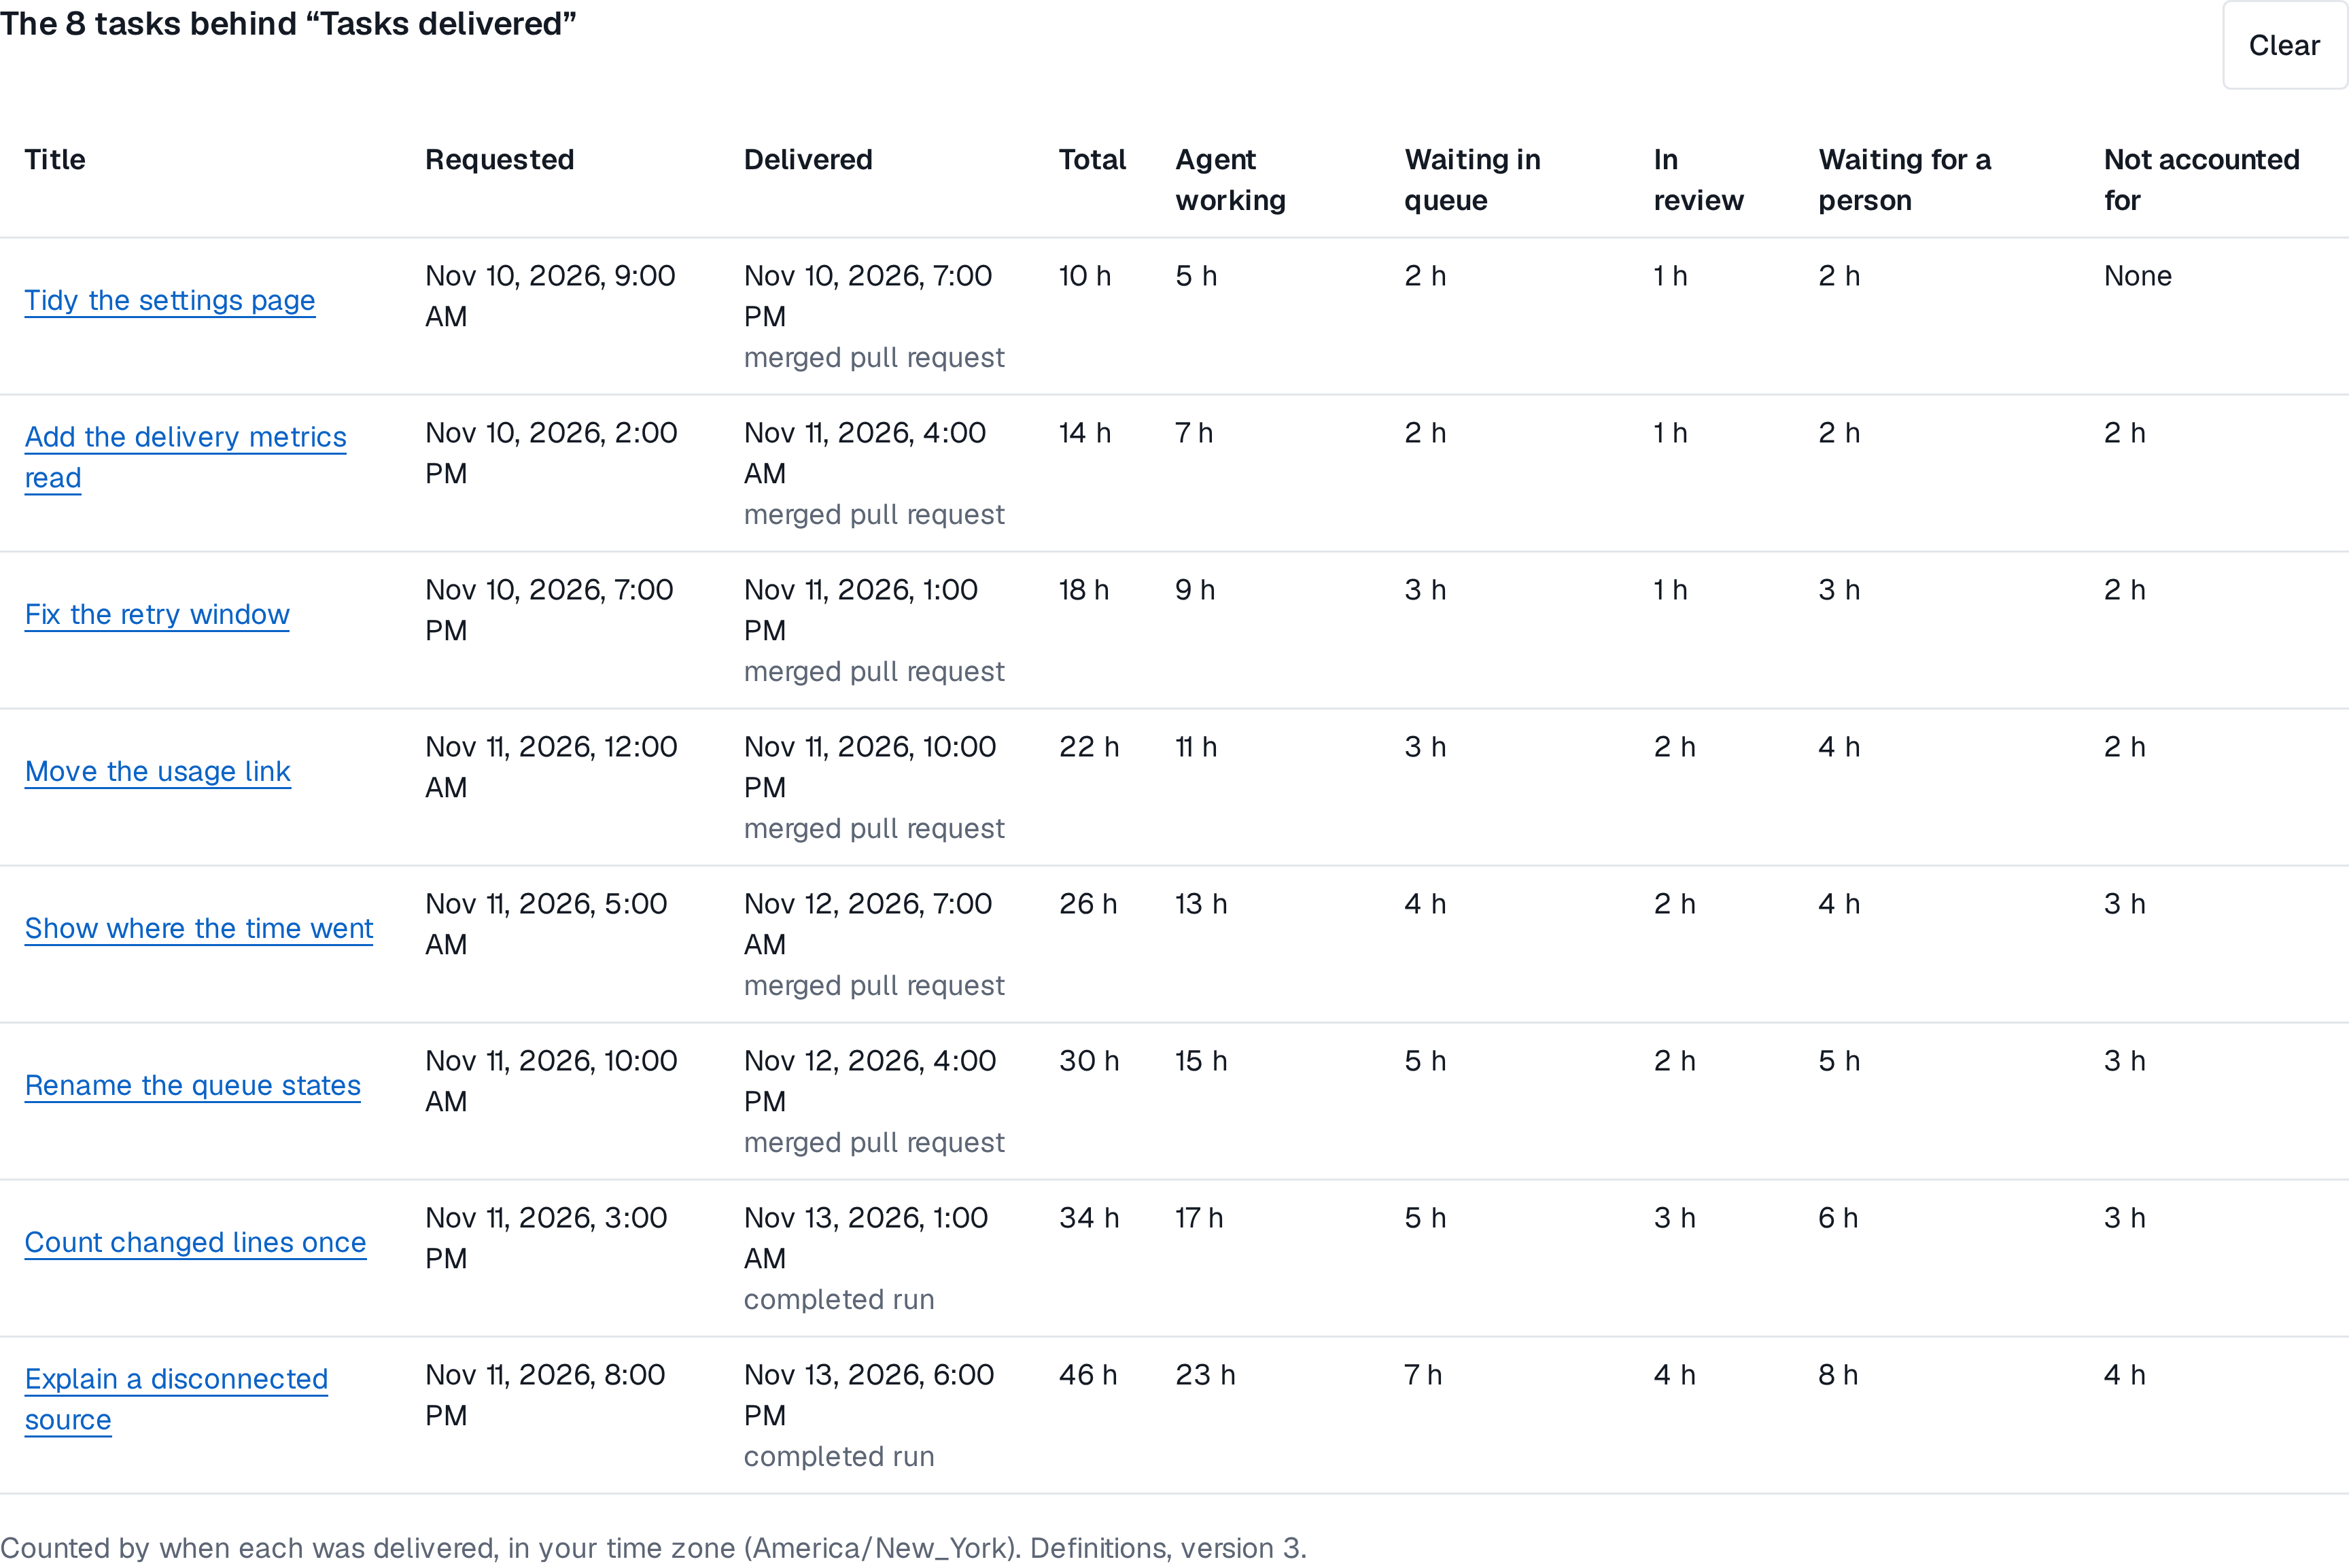 The 8 tasks behind “Tasks delivered”
Clear
Title Requested Delivered Total Agent working Waiting in queue In review Waiting for a person Not accounted for
Tidy the settings page
Nov 10, 2026, 9:00 AM
Nov 10, 2026, 7:00 PM
merged pull request
10 h 5 h 2 h 1 h 2 h None
Add the delivery metrics read
Nov 10, 2026, 2:00 PM
Nov 11, 2026, 4:00 AM
merged pull request
14 h 7 h 2 h 1 h 2 h 2 h
Fix the retry window
Nov 10, 2026, 7:00 PM
Nov 11, 2026, 1:00 PM
merged pull request
18 h 9 h 3 h 1 h 3 h 2 h
Move the usage link
Nov 11, 2026, 12:00 AM
Nov 11, 2026, 10:00 PM
merged pull request
22 h 11 h 3 h 2 h 4 h 2 h
Show where the time went
Nov 11, 2026, 5:00 AM
Nov 12, 2026, 7:00 AM
merged pull request
26 h 13 h 4 h 2 h 4 h 3 h
Rename the queue states
Nov 11, 2026, 10:00 AM
Nov 12, 2026, 4:00 PM
merged pull request
30 h 15 h 5 h 2 h 5 h 3 h
Count changed lines once
Nov 11, 2026, 3:00 PM
Nov 13, 2026, 1:00 AM
completed run
34 h 17 h 5 h 3 h 6 h 3 h
Explain a disconnected source
Nov 11, 2026, 8:00 PM
Nov 13, 2026, 6:00 PM
completed run
46 h 23 h 7 h 4 h 8 h 4 h
Counted by when each was delivered, in your time zone (America/New_York). Definitions, version 3.